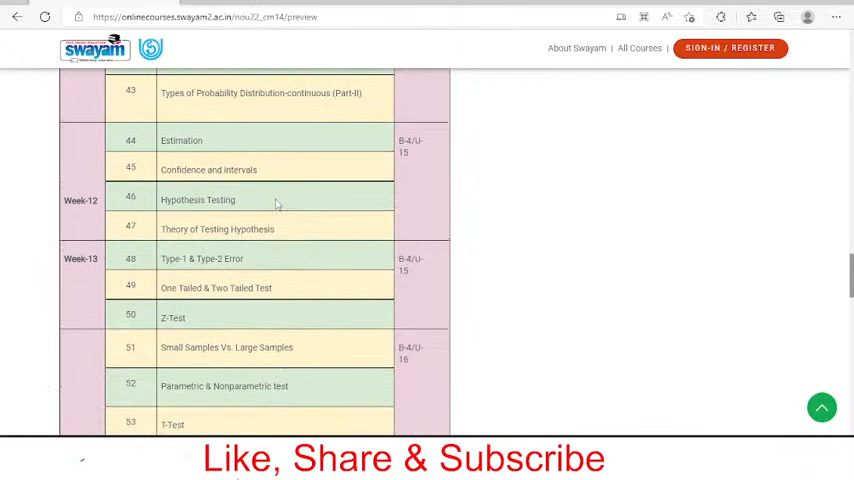 https://onlinecourses.swayam2.ac.in/nou22_cm14/preview
swayam
About Swayam | All Courses
SIGN-IN / REGISTER
43 Types of Probability Distribution-continuous (Part-II)
44 Estimation B-4/U-
15
45 Confidence and intervals
Week-12 46 Hypothesis Testing
47 Theory of Testing Hypothesis
Week-13 48 Type-1 & Type-2 Error B-4/U-
15
49 One Tailed & Two Tailed Test
50 Z-Test
51 Small Samples Vs. Large Samples B-4/U-
16
52 Parametric & Nonparametric test
53 T-Test
Like, Share & Subscribe